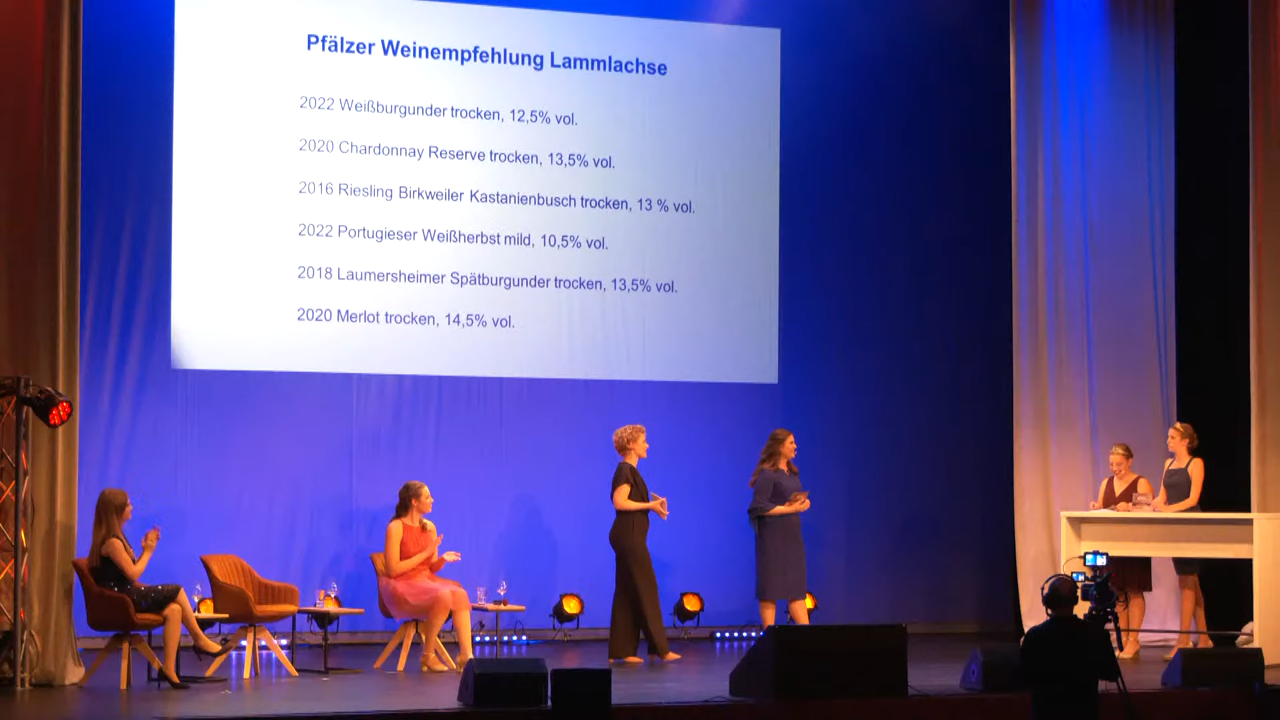 Pfälzer Weinempfehlung Lammlachse
2022 Weißburgunder trocken, 12,5% vol.
2020 Chardonnay Reserve trocken, 13,5% vol.
2016 Riesling Birkweiler Kastanienbusch trocken, 13 % vol.
2022 Portugieser Weißherbst mild, 10,5% vol.
2018 Laumersheimer Spätburgunder trocken, 13,5% vol.
2020 Merlot trocken, 14,5% vol.